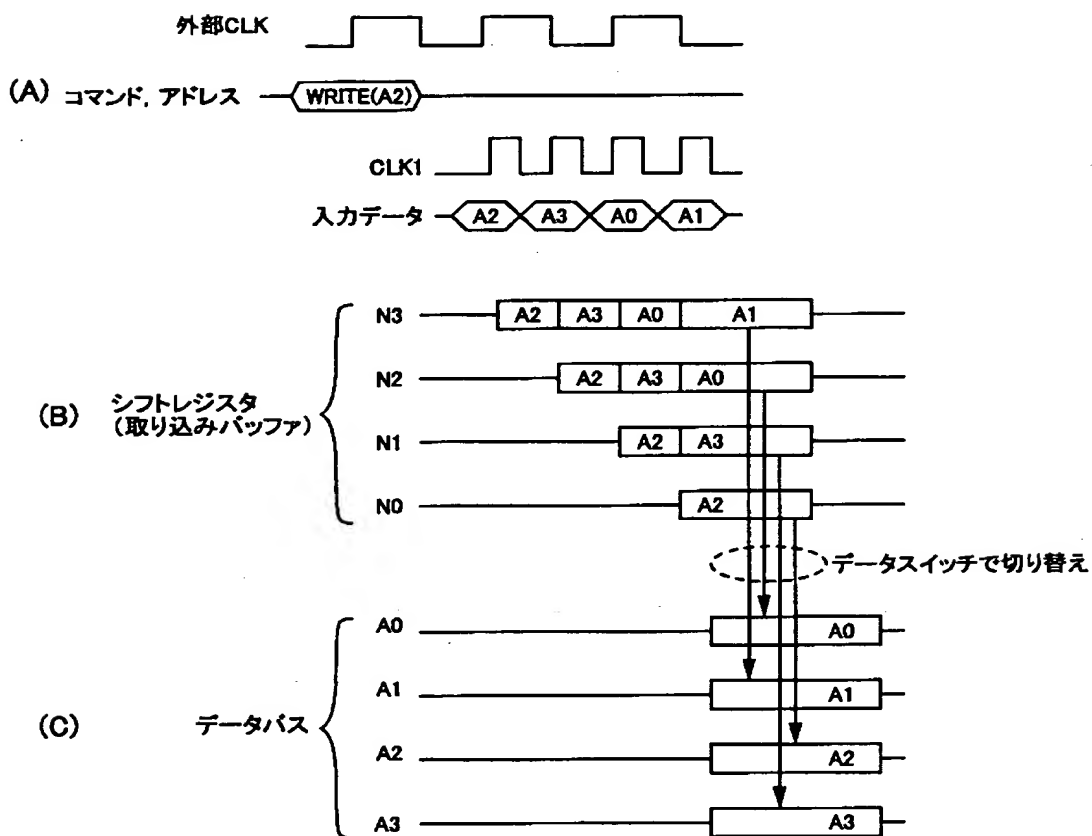 外部CLK
(A) コマンド, アドレス WRITE(A2)
CLK1
入力データ A2 A3 A0 A1
N3 A2 A3 A0 A1
N2 A2 A3 A0
(B) シフトレジスタ
(取り込みバッファ)
N1 A2 A3
N0 A2
データスイッチで切り替え
A0 A0
A1 A1
(C) データバス
A2 A2
A3 A3